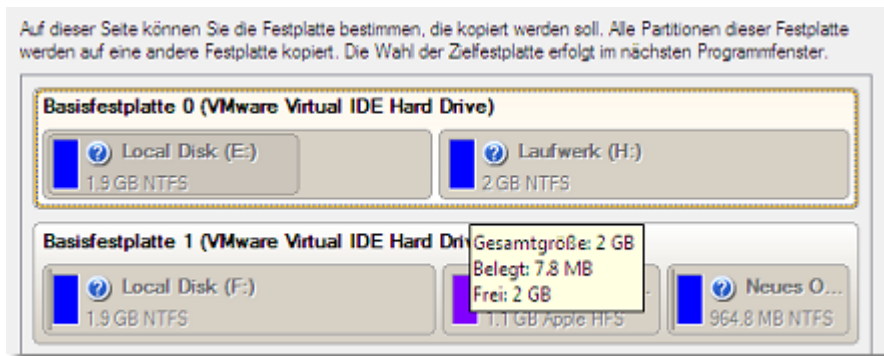 Auf dieser Seite können Sie die Festplatte bestimmen, die kopiert werden soll. Alle Partitionen dieser Festplatte
werden auf eine andere Festplatte kopiert. Die Wahl der Zielfestplatte erfolgt im nächsten Programmfenster.
Basisfestplatte 0 (VMware Virtual IDE Hard Drive)
Local Disk (E:)
1.9 GB NTFS
Laufwerk (H:)
2 GB NTFS
Basisfestplatte 1 (VMware Virtual IDE Hard
Gesamtgröße: 2 GB
Belegt: 7.8 MB
Frei: 2 GB
Local Disk (F:)
1.9 GB NTFS
1.1 GB Apple HFS
Neues O...
964.8 MB NTFS